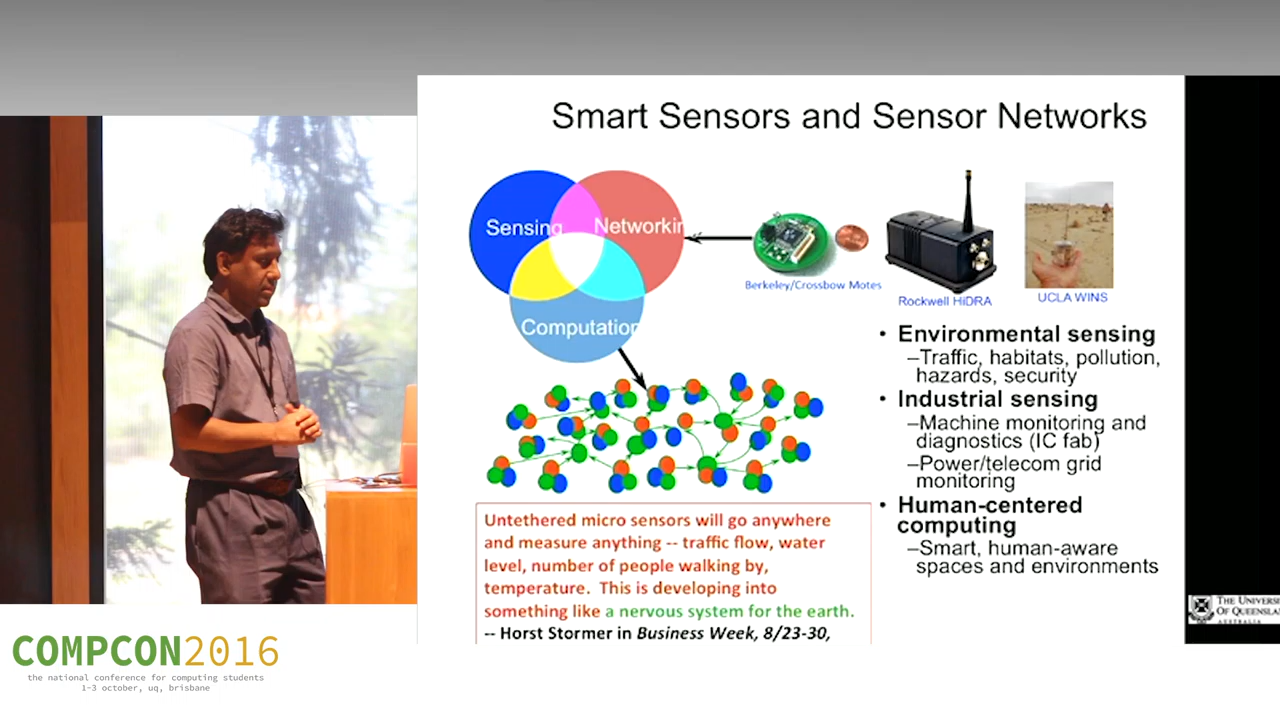 Smart Sensors and Sensor Networks
Sensing
Networkin
Computation
Berkeley/Crossbow Motes
Rockwell HiDRA
UCLA WINS
• Environmental sensing
–Traffic, habitats, pollution,
hazards, security
• Industrial sensing
–Machine monitoring and
diagnostics (IC fab)
–Power/telecom grid
monitoring
• Human-centered
computing
–Smart, human-aware
spaces and environments
Untethered micro sensors will go anywhere
and measure anything -- traffic flow, water
level, number of people walking by,
temperature. This is developing into
something like a nervous system for the earth.
-- Horst Stormer in Business Week, 8/23-30,
THE UNIVERSI
OF QUEENSLA
AUSTRALIA
COMPCON2016
the national conference for computing students
1-3 october, uq, brisbane